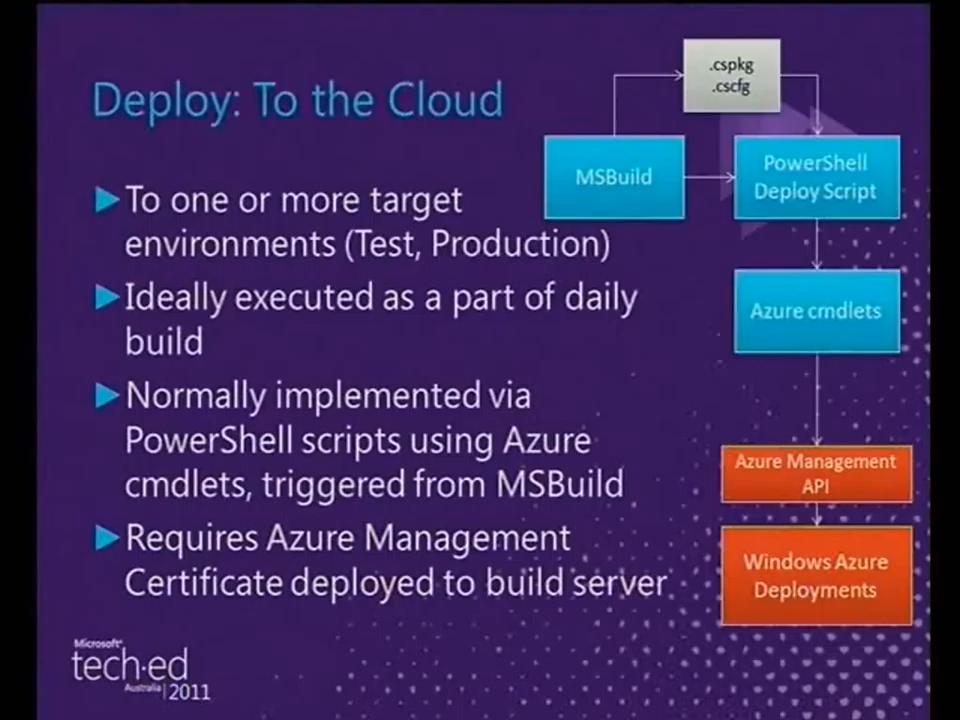 Deploy: To the Cloud
To one or more target
environments (Test, Production)
Ideally executed as a part of daily
build
Normally implemented via
PowerShell scripts using Azure
cmdlets, triggered from MSBuild
Requires Azure Management
Certificate deployed to build server
.cspkg
.cscfg
MSBuild
PowerShell
Deploy Script
Azure cmdlets
Azure Management
API
Windows Azure
Deployments
Microsoft®
tech·ed
Australia | 2011